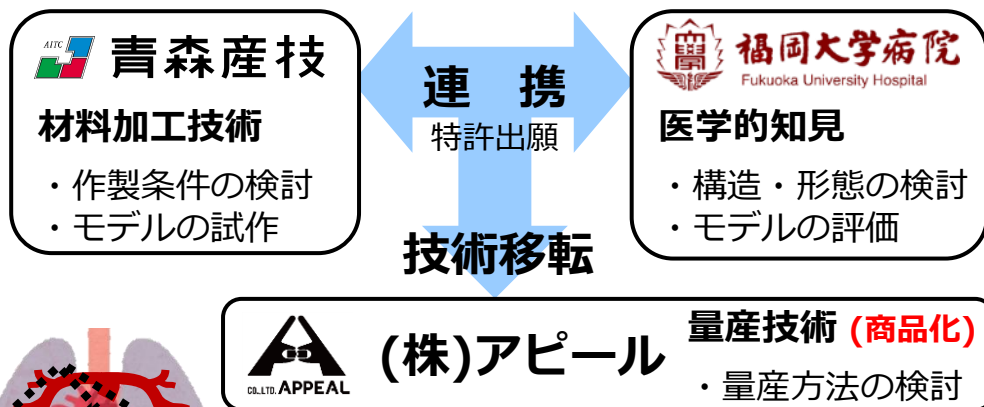 AITC 青森産技
材料加工技術
・作製条件の検討
・モデルの試作
連 携
特許出願
福岡大学病院
Fukuoka University Hospital
医学的知見
・構造・形態の検討
・モデルの評価
技術移転
CO.,LTD. APPEAL
(株)アピール
量産技術 (商品化)
・量産方法の検討